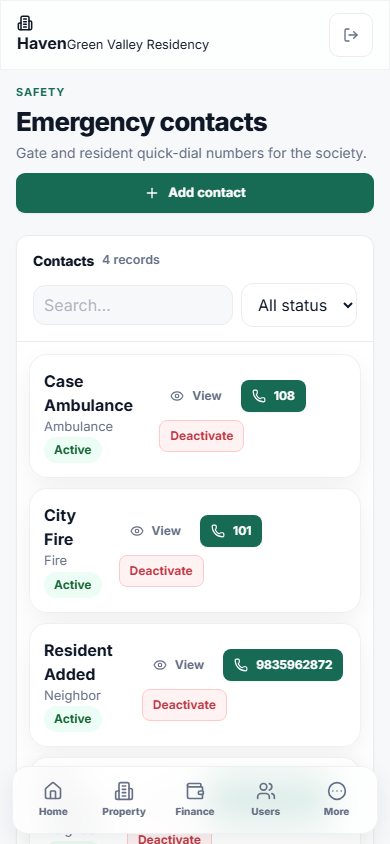 HavenGreen Valley Residency
SAFETY
Emergency contacts
Gate and resident quick-dial numbers for the society.
+ Add contact
Contacts 4 records
Search... All status
Case Ambulance
Ambulance
Active
View 108
Deactivate
City Fire
Fire
Active
View 101
Deactivate
Resident Added
Neighbor
Active
View 9835962872
Deactivate
Deactivate
Home Property Finance Users More